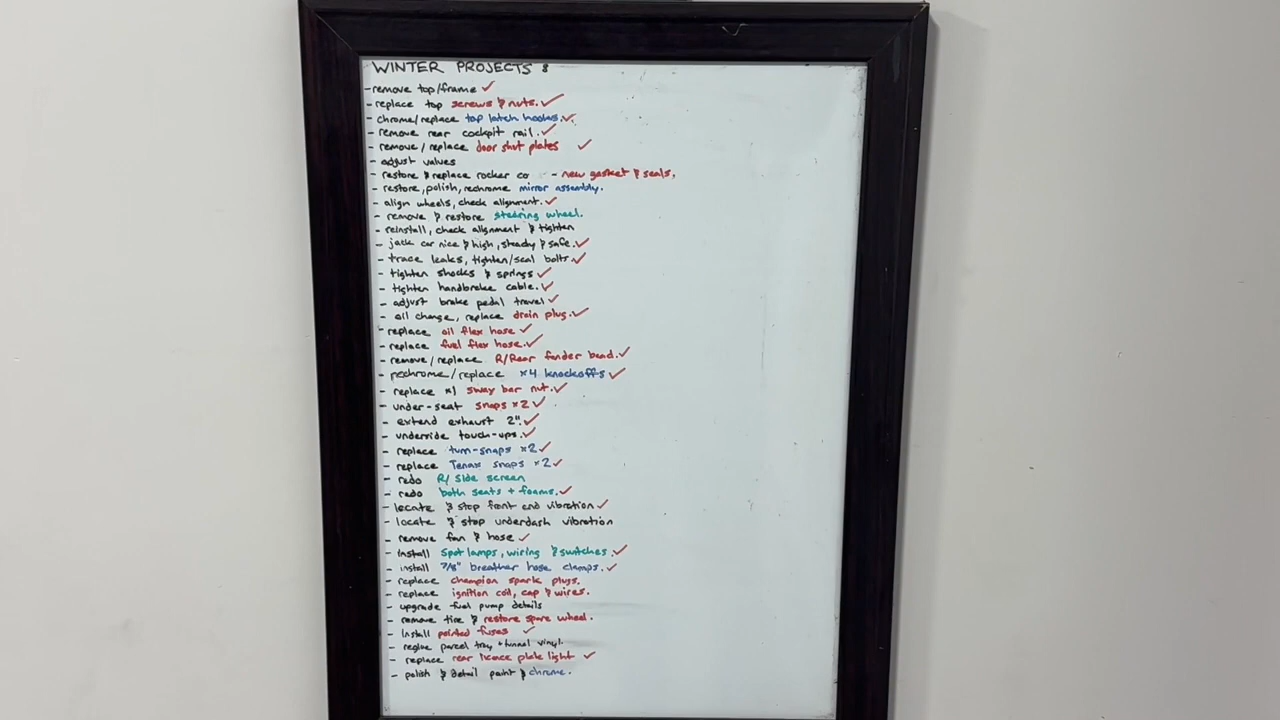 WINTER PROJECTS :
- remove top/frame ✓
- replace top screws & nuts. ✓
- chrome/replace top latch hooks. ✓
- remove rear cockpit rail. ✓
- remove/replace door shut plates ✓
- adjust valves
- restore & replace rocker co - new gasket & seals.
- restore, polish, rechrome mirror assembly.
- align wheels, check alignment. ✓
- remove & restore steering wheel.
- reinstall, check alignment & tighten
- jack car nice & high, steady & safe. ✓
- trace leaks, tighten/seal bolts. ✓
- tighten shocks & springs ✓
- tighten handbrake cable. ✓
- adjust brake pedal travel ✓
- oil change, replace drain plug. ✓
- replace oil flex hose ✓
- replace fuel flex hose. ✓
- remove/replace R/Rear fender bead. ✓
- rechrome/replace x4 knockoffs ✓
- replace x1 sway bar nut. ✓
- under-seat snaps x2 ✓
- extend exhaust 2". ✓
- underside touch-ups. ✓
- replace turn-snaps x2 ✓
- replace Tenax snaps x2 ✓
- redo R/ Side screen
- redo both seats + foams. ✓
- locate & stop front end vibration ✓
- locate & stop underdash vibration
- remove fan & hose ✓
- install spot lamps, wiring & switches. ✓
- install 7/8" breather hose clamps. ✓
- replace champion spark plugs.
- replace ignition coil, cap & wires.
- upgrade fuel pump details
- remove tire & restore spare wheel.
- Install pointed fuses ✓
- reglue parcel tray + tunnel vinyl.
- replace rear licence plate light ✓
- polish & detail paint & chrome.